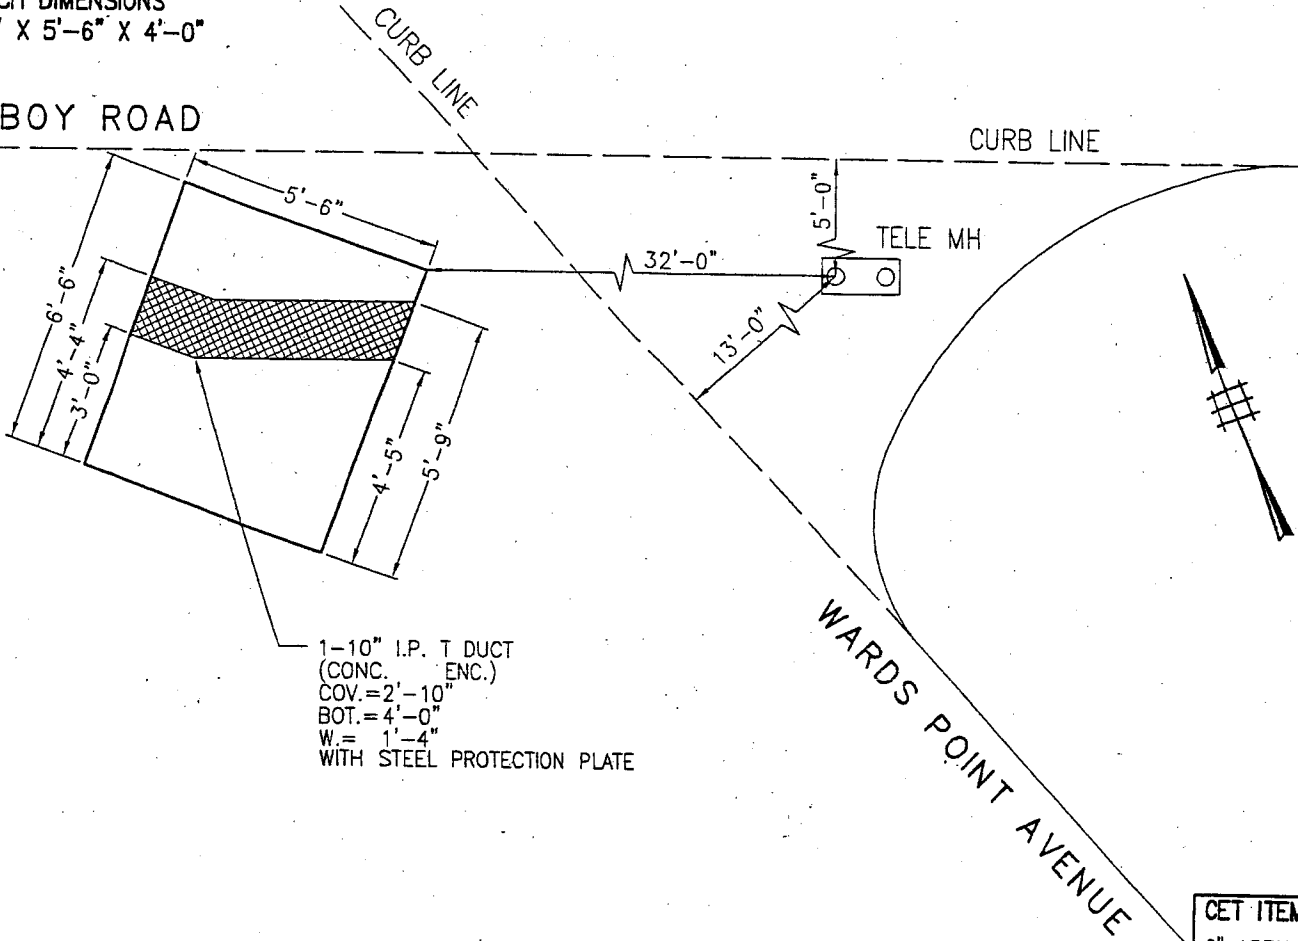 DIMENSIONS
X 5'-6" X 4'-0"
BOY ROAD
CURB LINE
CURB LINE
5'-6"
5'-0"
TELE MH
32'-0"
13'-0"
6'-6"
4'-4"
3'-0"
4'-5"
5'-9"
1-10" I.P. T DUCT
(CONC. ENC.)
COV.=2'-10"
BOT.=4'-0"
W.= 1'-4"
WITH STEEL PROTECTION PLATE
WARDS POINT AVENUE
CET ITEM